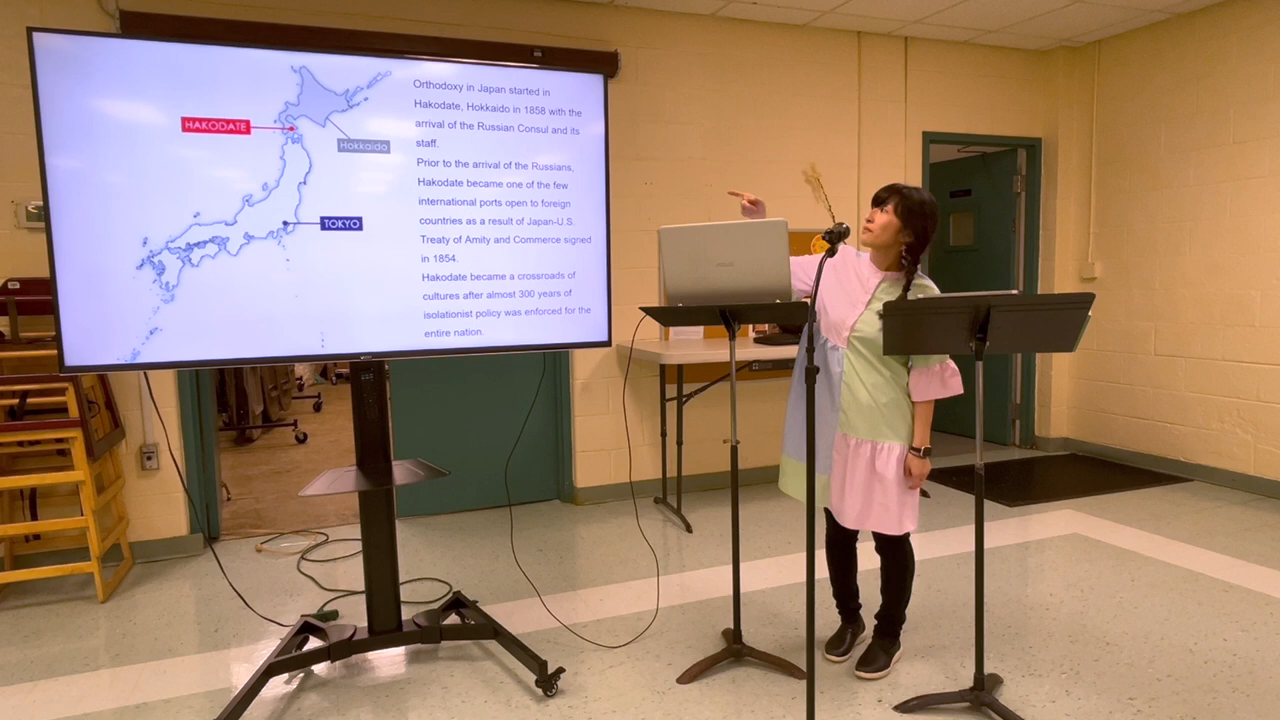 HAKODATE
Hokkaido
TOKYO
Orthodoxy in Japan started in
Hakodate, Hokkaido in 1858 with the
arrival of the Russian Consul and its
staff.
Prior to the arrival of the Russians,
Hakodate became one of the few
international ports open to foreign
countries as a result of Japan-U.S.
Treaty of Amity and Commerce signed
in 1854.
Hakodate became a crossroads of
cultures after almost 300 years of
isolationist policy was enforced for the
entire nation.